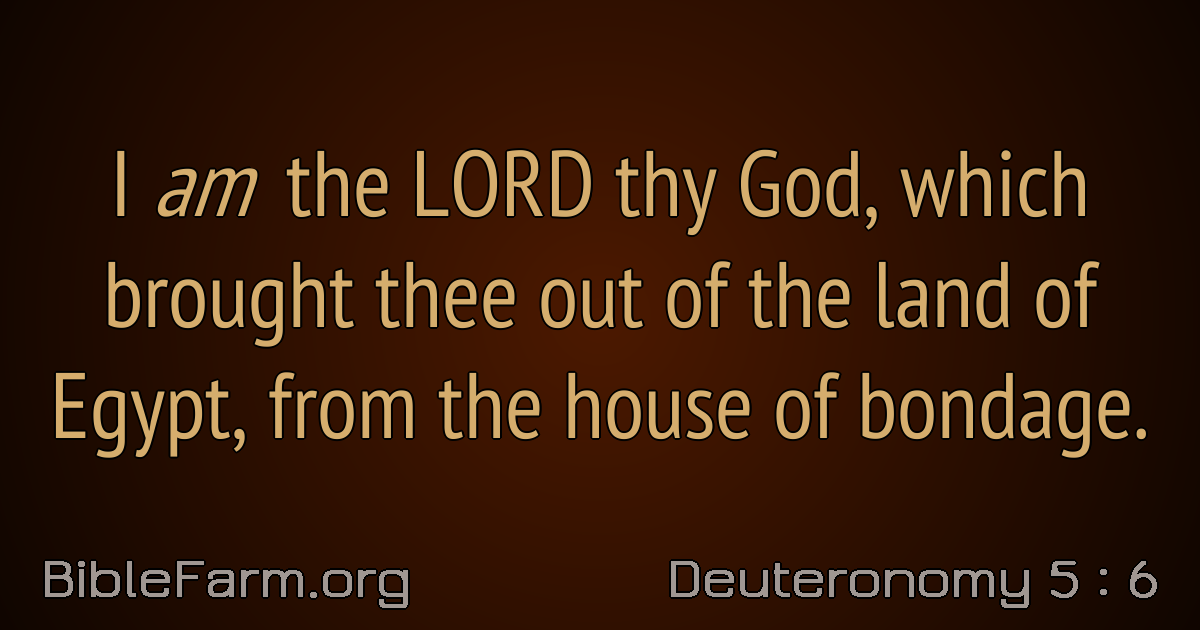 I am the LORD thy God, which
brought thee out of the land of
Egypt, from the house of bondage.
BibleFarm.org
Deuteronomy 5 : 6